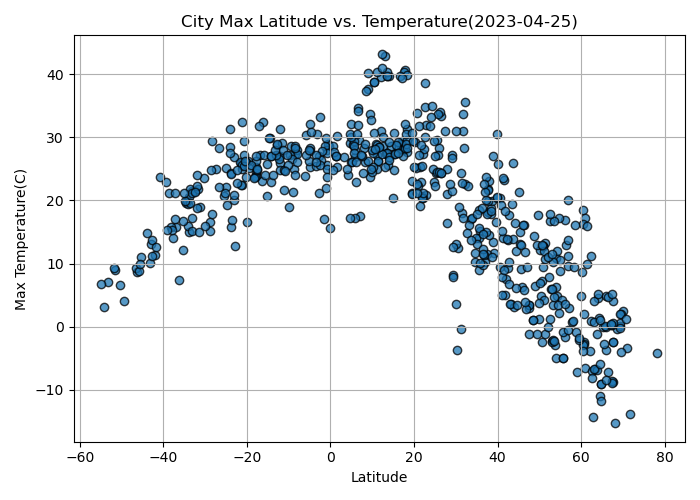 City Max Latitude vs. Temperature(2023-04-25)
Max Temperature(C)
40
30
20
10
0
−10
−60 −40 −20 0 20 40 60 80
Latitude